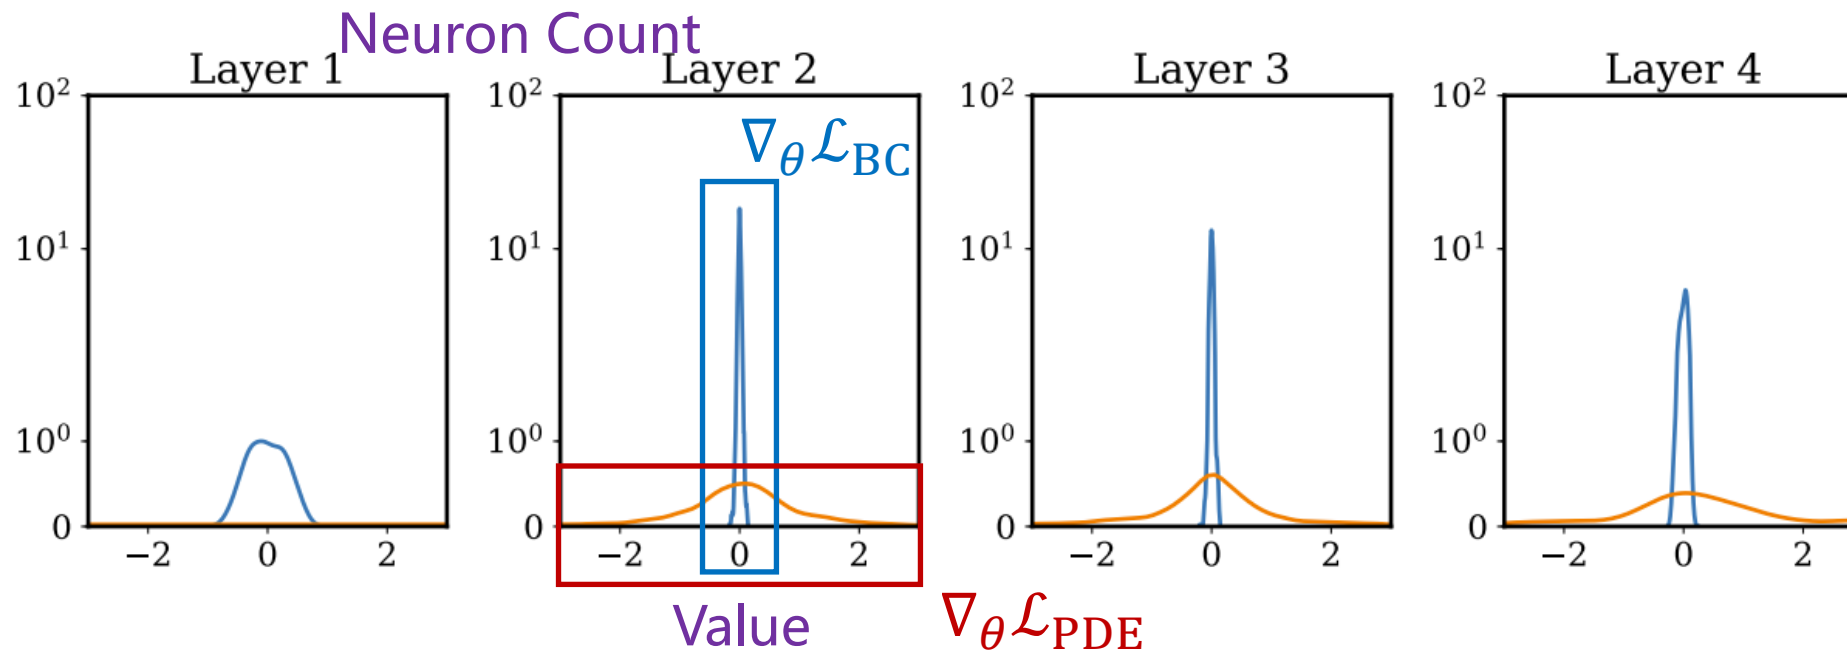 Neuron Count
Layer 1 Layer 2 Layer 3 Layer 4
10² 10² 10² 10²
∇θℒBC
10¹ 10¹ 10¹ 10¹
10⁰ 10⁰ 10⁰ 10⁰
0 0 0 0
−2 0 2 −2 0 2 −2 0 2 −2 0 2
Value ∇θℒPDE